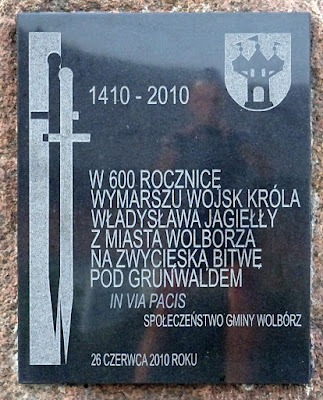 1410 - 2010
W 600 ROCZNICĘ
WYMARSZU WOJSK KRÓLA
WŁADYSŁAWA JAGIEŁŁY
Z MIASTA WOLBORZA
NA ZWYCIĘSKĄ BITWĘ
POD GRUNWALDEM
IN VIA PACIS
SPOŁECZEŃSTWO GMINY WOLBÓRZ
26 CZERWCA 2010 ROKU